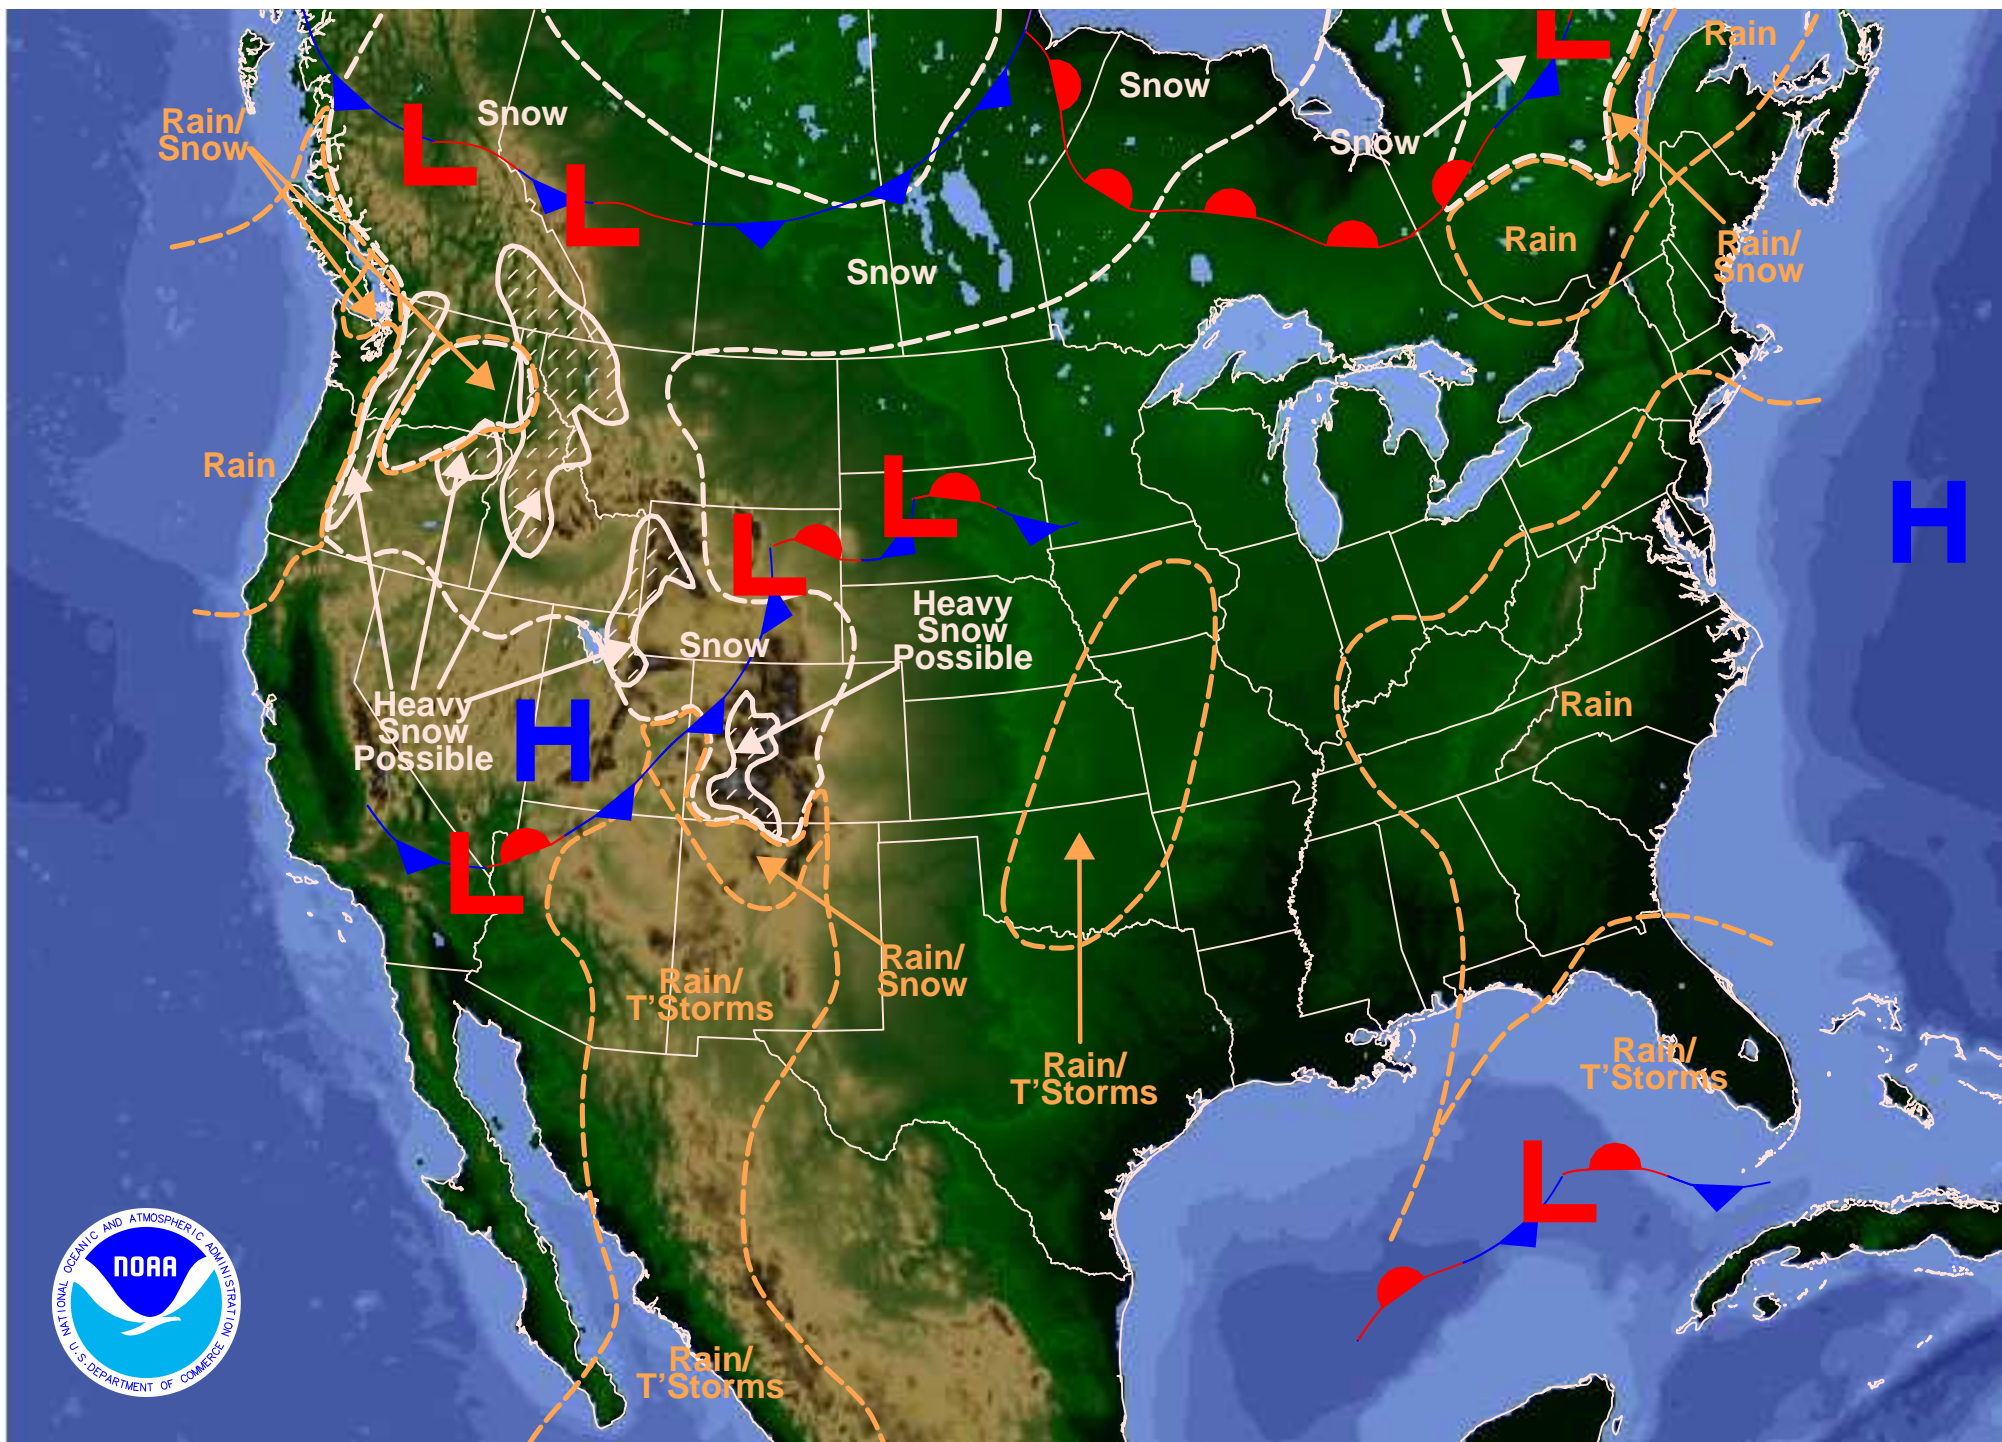 L
Rain
Snow
Snow
L
Rain/
Snow
Snow
L
L
Rain
Rain/
Snow
Snow
Rain
L
H
L
Heavy
Snow
Possible
Snow
Rain
Heavy
Snow
Possible
H
L
Rain/
Snow
Rain/
T'Storms
Rain/
T'Storms
Rain/
T'Storms
L
Rain/
T'Storms
NATIONAL OCEANIC AND ATMOSPHERIC ADMINISTRATION
NOAA
U.S. DEPARTMENT OF COMMERCE